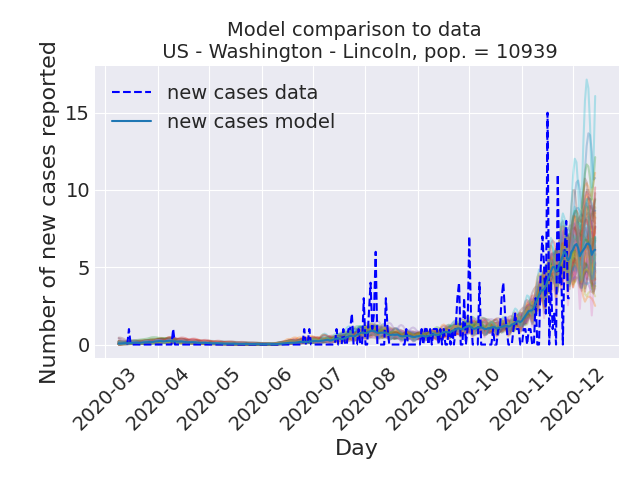 Model comparison to data
US - Washington - Lincoln, pop. = 10939
Number of new cases reported
15
10
5
0
new cases data
new cases model
2020-03
2020-04
2020-05
2020-06
2020-07
2020-08
2020-09
2020-10
2020-11
2020-12
Day